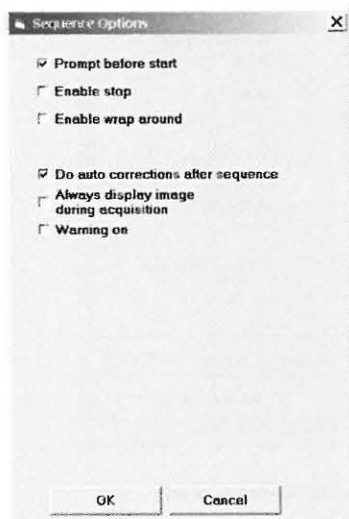 Sequence Options
Prompt before start
Enable stop
Enable wrap around
Do auto corrections after sequence
Always display image
during acquisition
Warning on
OK
Cancel